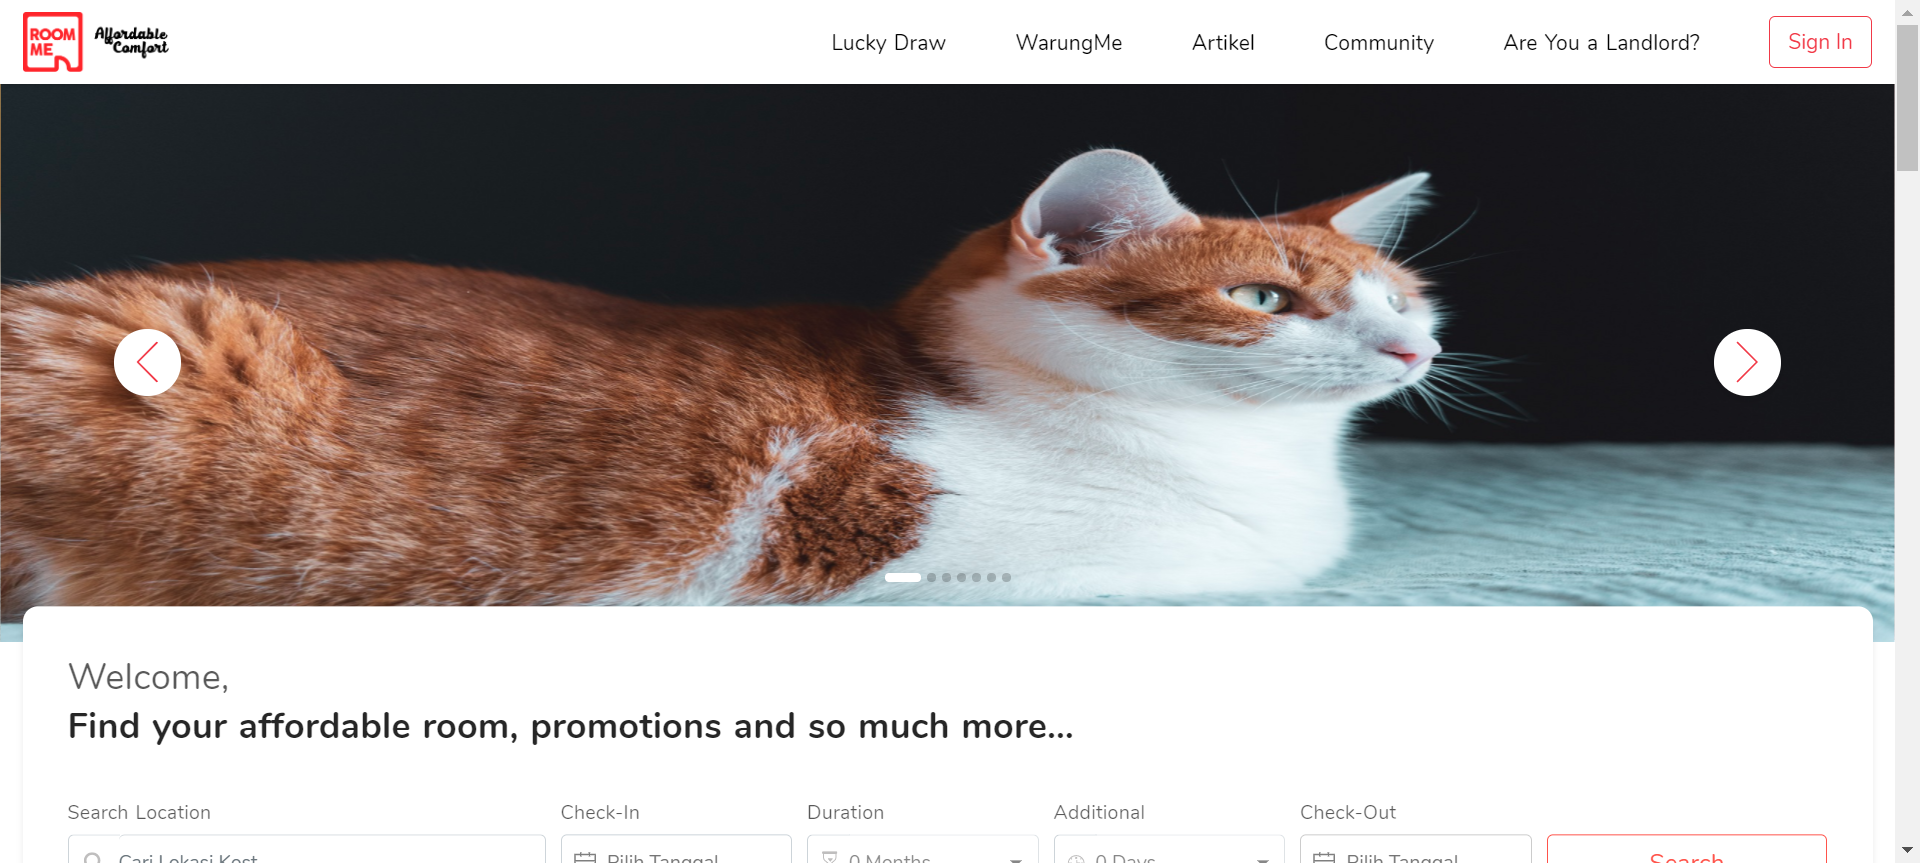 ROOM
ME
Affordable
Comfort
Lucky Draw
WarungMe
Artikel
Community
Are You a Landlord?
Sign In
Welcome,
Find your affordable room, promotions and so much more...
Search Location
Check-In
Duration
Additional
Check-Out
Cari Lokasi Kost
Pilih Tanggal
0 Months
0 Days
Pilih Tanggal
Search